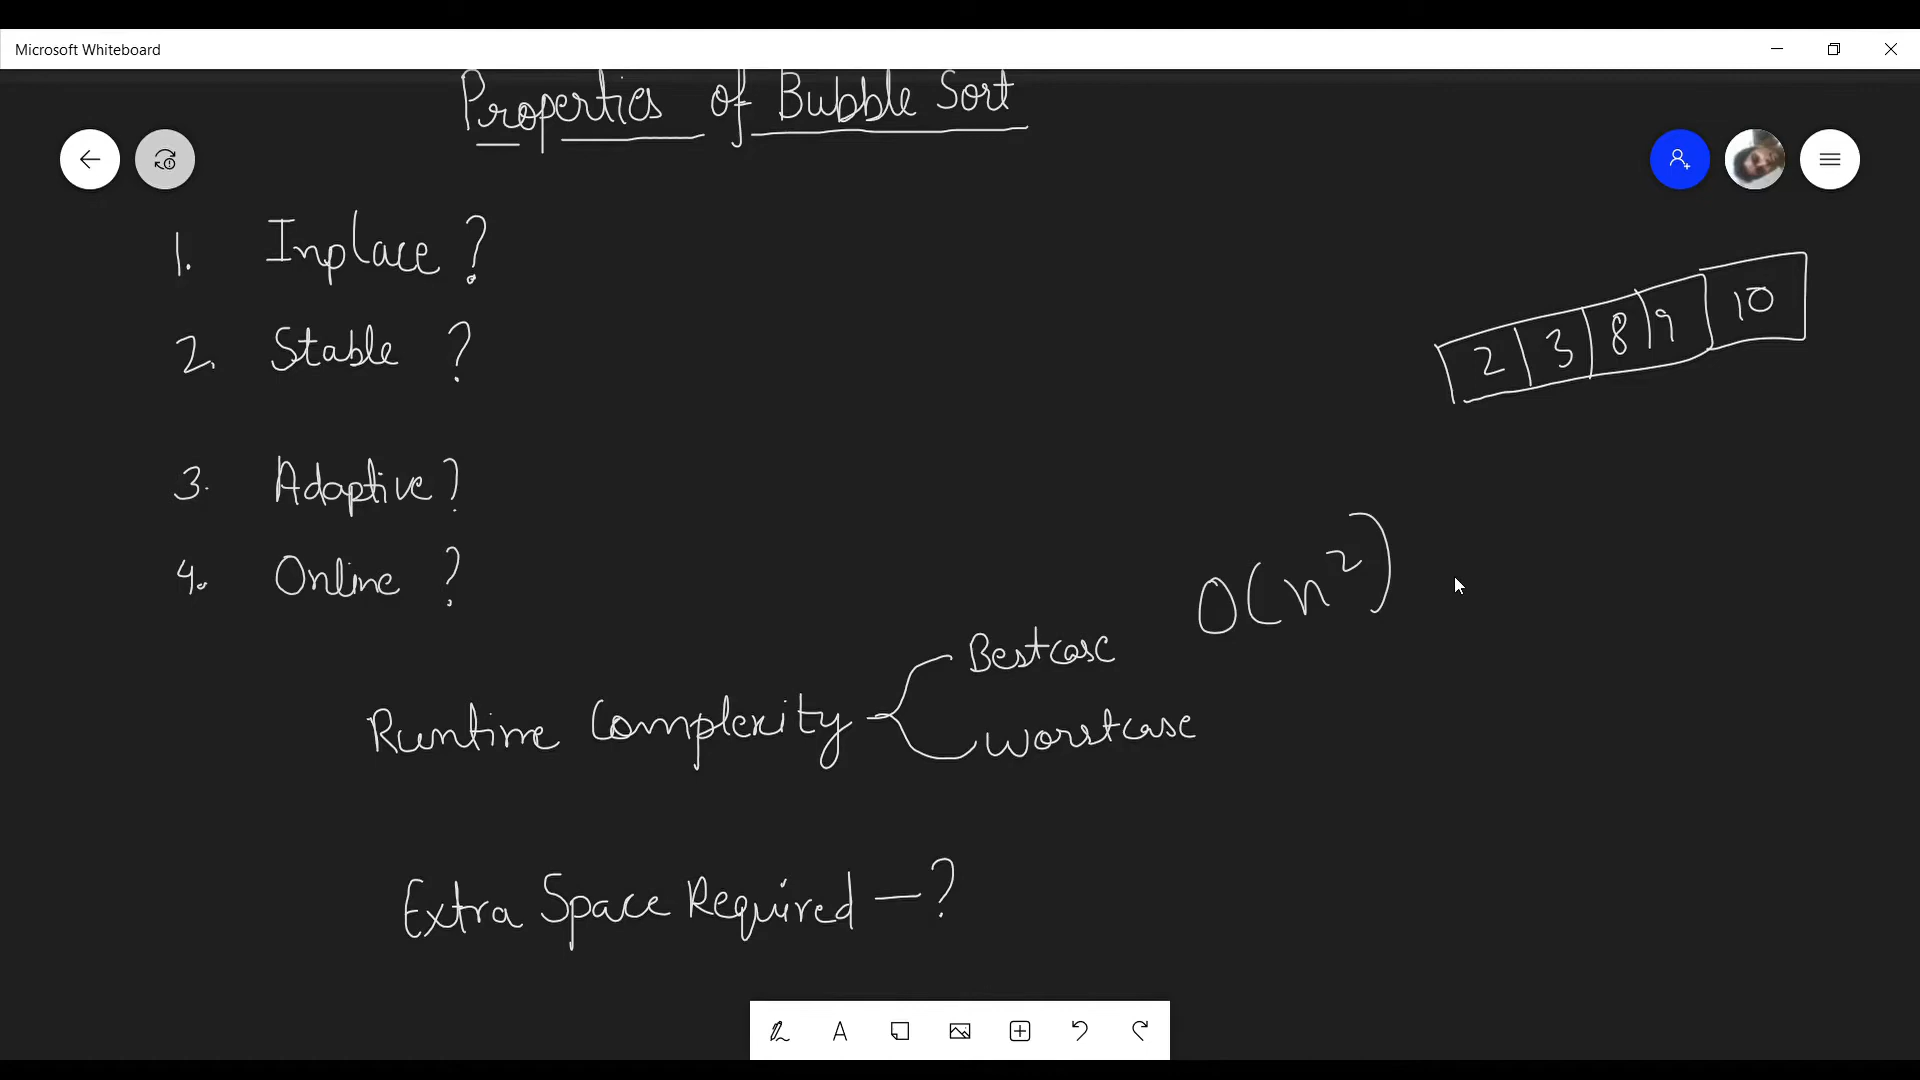 Microsoft Whiteboard
Properties of Bubble Sort
1. Inplace ?
2. Stable ?
2 3 8 9 10
3. Adaptive ?
4. Online ?
O(n²)
Bestcase
Runtime Complexity
Worstcase
Extra Space Required — ?
A